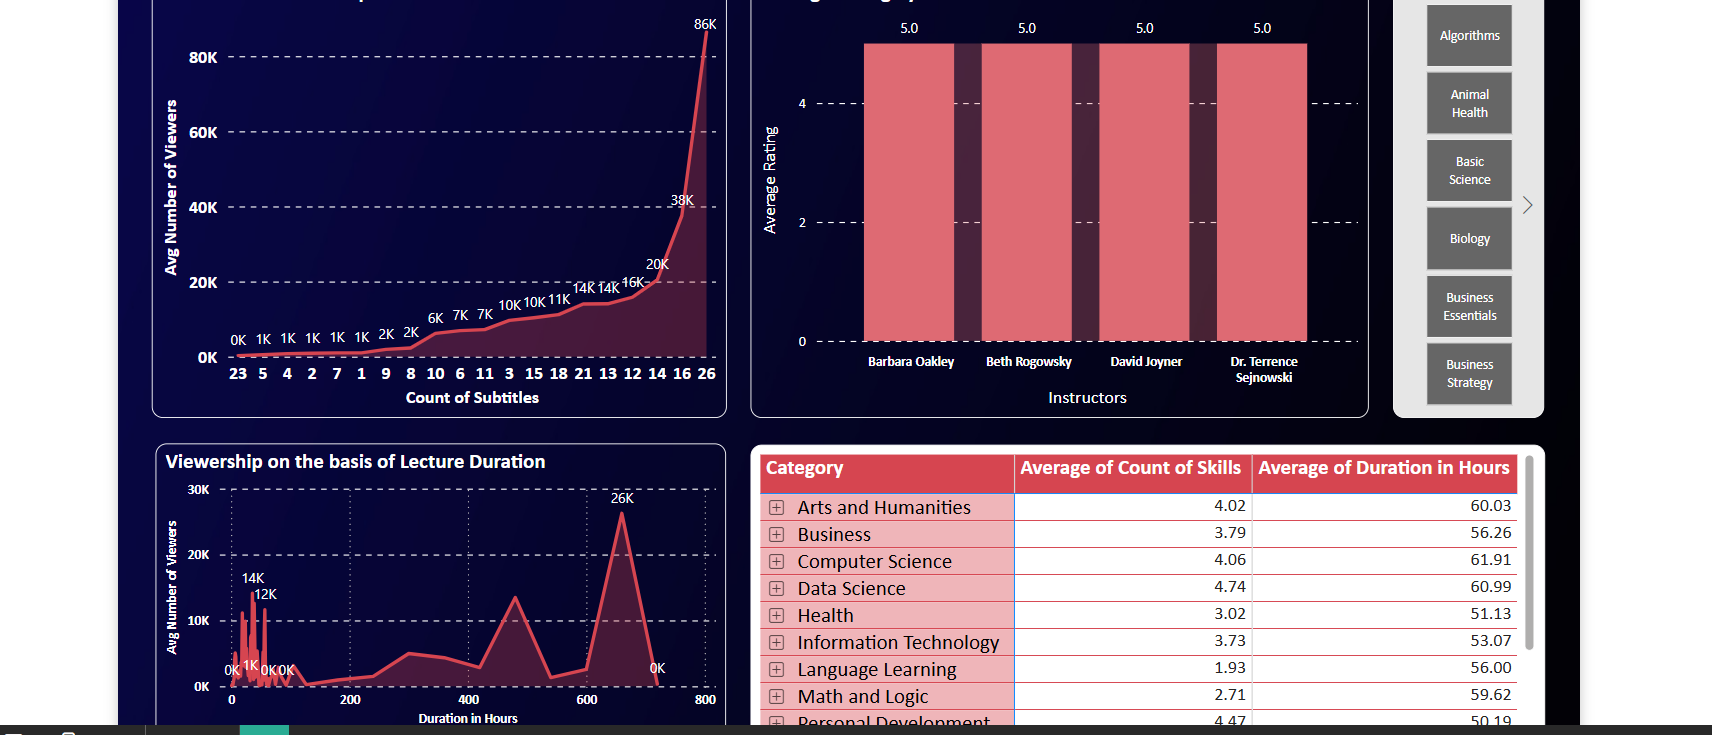 86K
80K
60K
40K
20K
0K
38K
20K
16K
14K 14K
10K 10K 11K
6K 7K 7K
0K 1K 1K 1K 1K 1K 2K 2K
23 5 4 2 7 1 9 8 10 6 11 3 15 18 21 13 12 14 16 26
Avg Number of Viewers
Count of Subtitles
5.0 5.0 5.0 5.0
4
2
0
Average Rating
Barbara Oakley
Beth Rogowsky
David Joyner
Dr. Terrence
Sejnowski
Instructors
Algorithms
Animal
Health
Basic
Science
Biology
Business
Essentials
Business
Strategy
Viewership on the basis of Lecture Duration
30K
20K
10K
0K
26K
14K
12K
0K 1K 0K 0K
0K
0 200 400 600 800
Avg Number of Viewers
Duration in Hours
Category Average of Count of Skills Average of Duration in Hours
Arts and Humanities 4.02 60.03
Business 3.79 56.26
Computer Science 4.06 61.91
Data Science 4.74 60.99
Health 3.02 51.13
Information Technology 3.73 53.07
Language Learning 1.93 56.00
Math and Logic 2.71 59.62
Personal Development 4.47 50.19